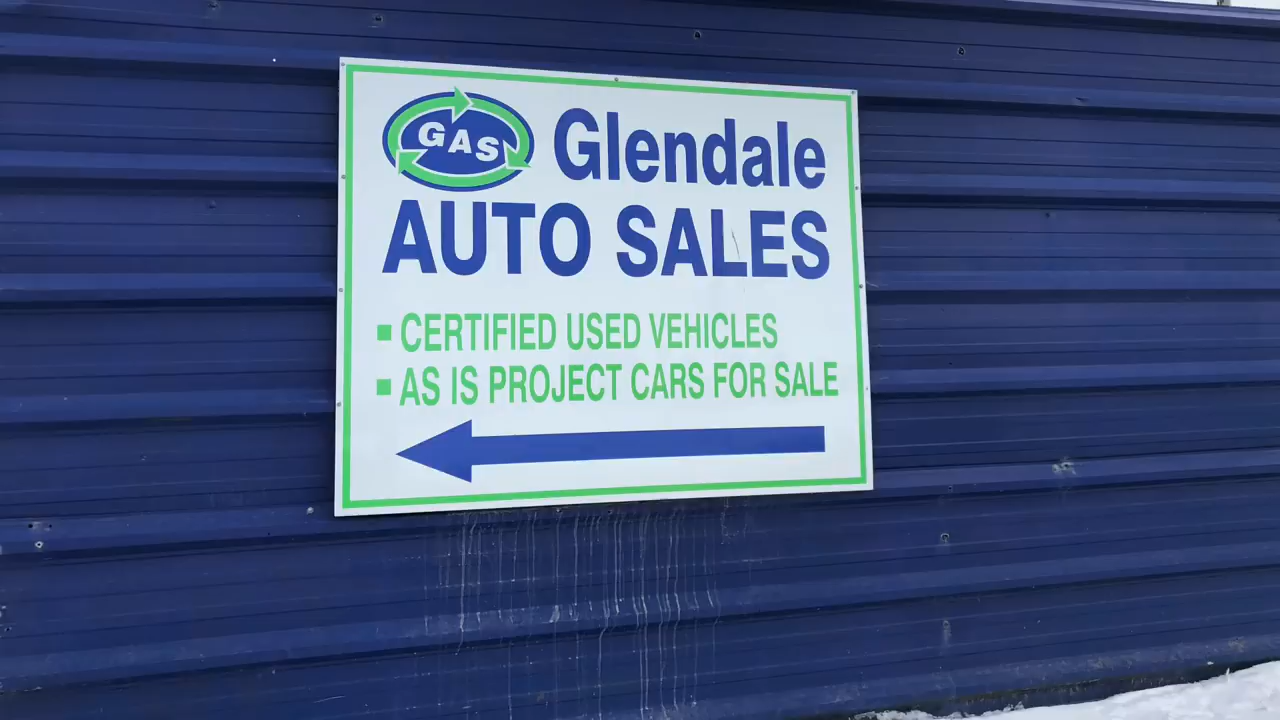 GAS Glendale
AUTO SALES
▪ CERTIFIED USED VEHICLES
▪ AS IS PROJECT CARS FOR SALE